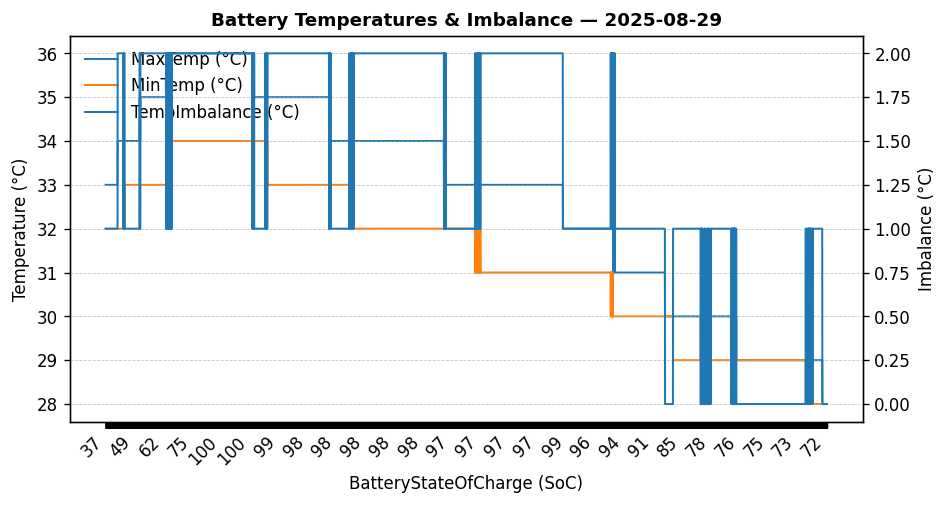 Battery Temperatures & Imbalance — 2025-08-29
MaxTemp (°C)
MinTemp (°C)
TempImbalance (°C)
Temperature (°C)
36
35
34
33
32
31
30
29
28
Imbalance (°C)
2.00
1.75
1.50
1.25
1.00
0.75
0.50
0.25
0.00
37 49 62 75 100 100 99 98 98 98 98 97 97 97 97 99 96 94 91 85 78 76 75 73 72
BatteryStateOfCharge (SoC)